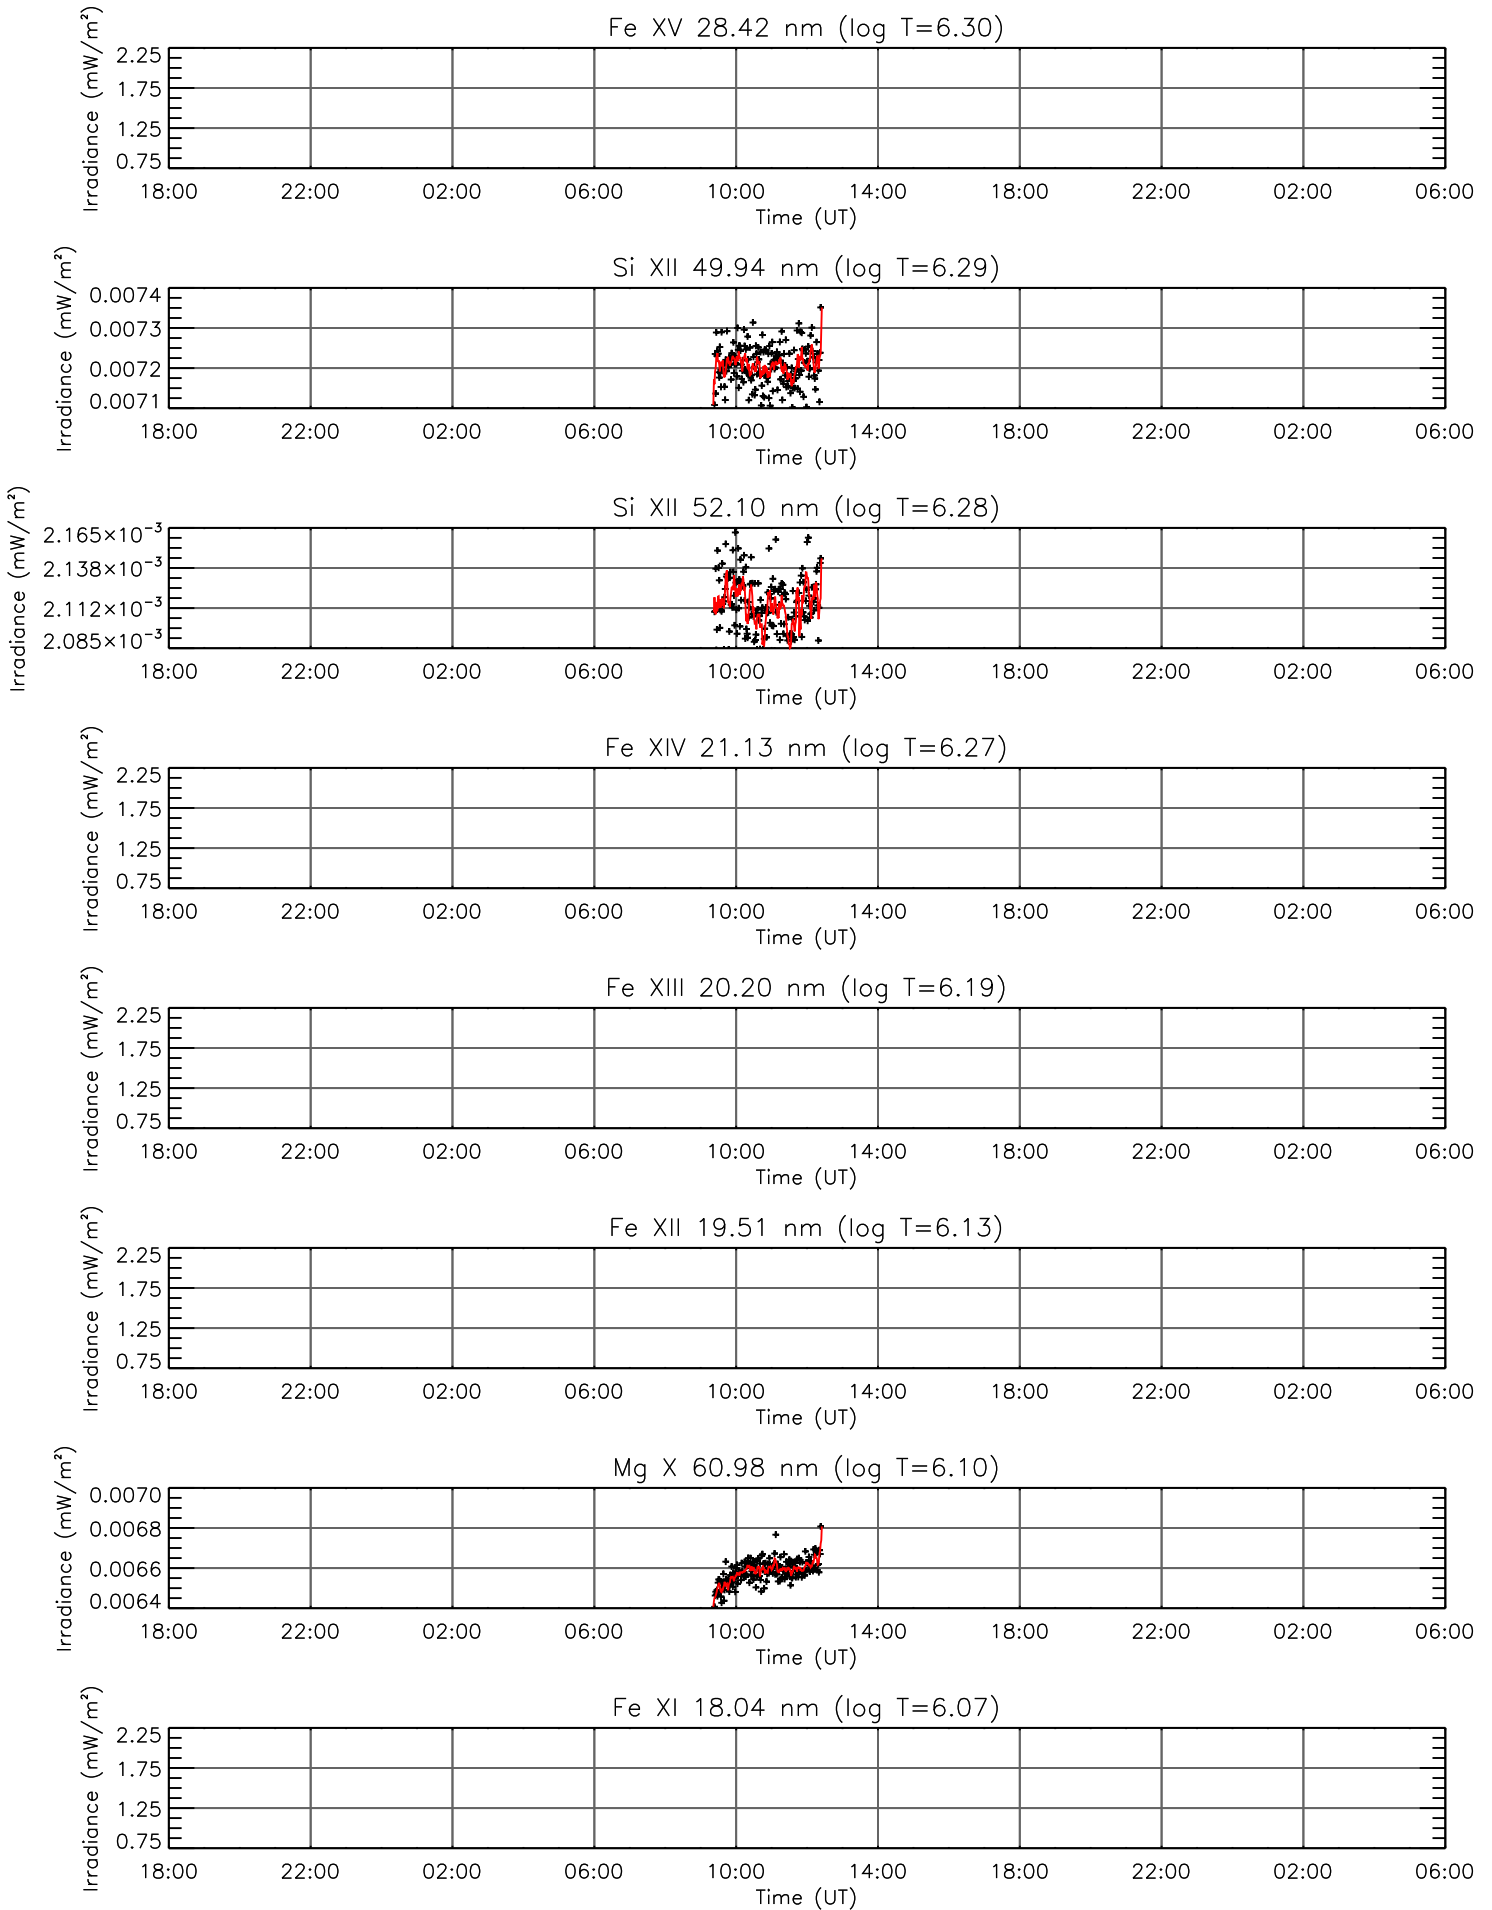 Fe XV 28.42 nm (log T=6.30)
Irradiance (mW/m²)
2.25
1.75
1.25
0.75
18:00 22:00 02:00 06:00 10:00 14:00 18:00 22:00 02:00 06:00
Time (UT)
Si XII 49.94 nm (log T=6.29)
Irradiance (mW/m²)
0.0074
0.0073
0.0072
0.0071
18:00 22:00 02:00 06:00 10:00 14:00 18:00 22:00 02:00 06:00
Time (UT)
Si XII 52.10 nm (log T=6.28)
Irradiance (mW/m²)
2.165×10⁻³
2.138×10⁻³
2.112×10⁻³
2.085×10⁻³
18:00 22:00 02:00 06:00 10:00 14:00 18:00 22:00 02:00 06:00
Time (UT)
Fe XIV 21.13 nm (log T=6.27)
Irradiance (mW/m²)
2.25
1.75
1.25
0.75
18:00 22:00 02:00 06:00 10:00 14:00 18:00 22:00 02:00 06:00
Time (UT)
Fe XIII 20.20 nm (log T=6.19)
Irradiance (mW/m²)
2.25
1.75
1.25
0.75
18:00 22:00 02:00 06:00 10:00 14:00 18:00 22:00 02:00 06:00
Time (UT)
Fe XII 19.51 nm (log T=6.13)
Irradiance (mW/m²)
2.25
1.75
1.25
0.75
18:00 22:00 02:00 06:00 10:00 14:00 18:00 22:00 02:00 06:00
Time (UT)
Mg X 60.98 nm (log T=6.10)
Irradiance (mW/m²)
0.0070
0.0068
0.0066
0.0064
18:00 22:00 02:00 06:00 10:00 14:00 18:00 22:00 02:00 06:00
Time (UT)
Fe XI 18.04 nm (log T=6.07)
Irradiance (mW/m²)
2.25
1.75
1.25
0.75
18:00 22:00 02:00 06:00 10:00 14:00 18:00 22:00 02:00 06:00
Time (UT)